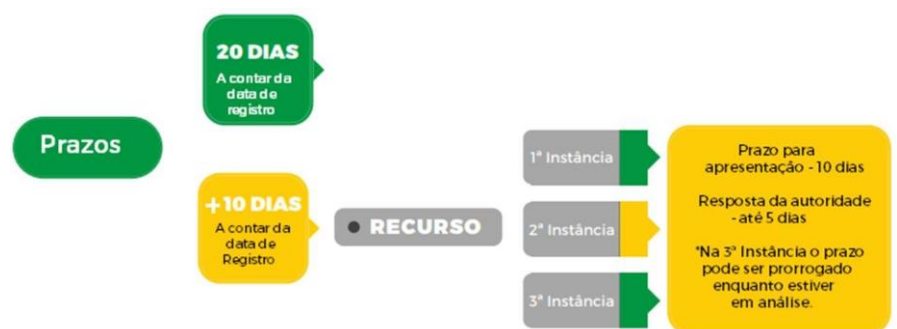 Prazos
20 DIAS
A contar da
data de
registro
+10 DIAS
A contar da
data de
Registro
• RECURSO
1ª Instância
2ª Instância
3ª Instância
Prazo para
apresentação - 10 dias
Resposta da autoridade
- até 5 dias
*Na 3ª Instância o prazo
pode ser prorrogado
enquanto estiver
em análise.